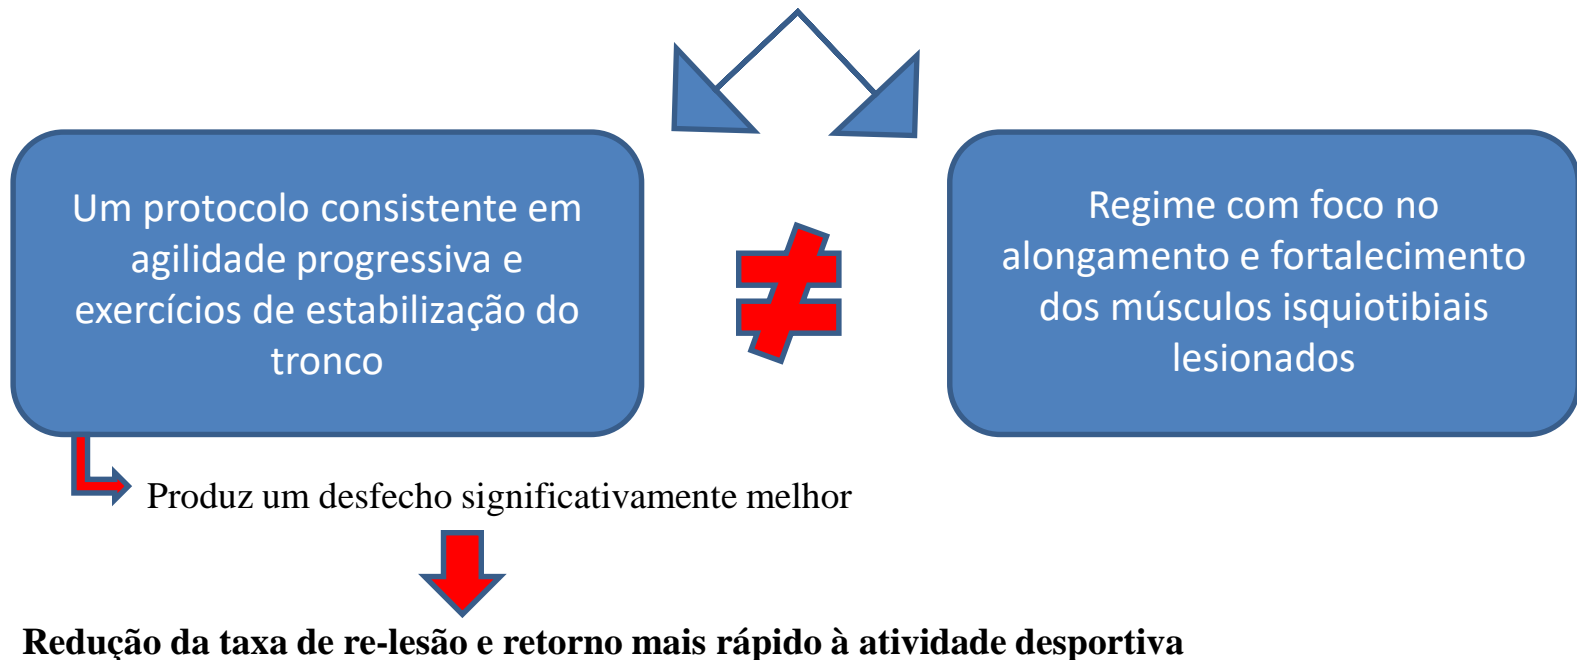 Um protocolo consistente em
agilidade progressiva e
exercícios de estabilização do
tronco
≠
Regime com foco no
alongamento e fortalecimento
dos músculos isquiotibiais
lesionados
Produz um desfecho significativamente melhor
Redução da taxa de re-lesão e retorno mais rápido à atividade desportiva